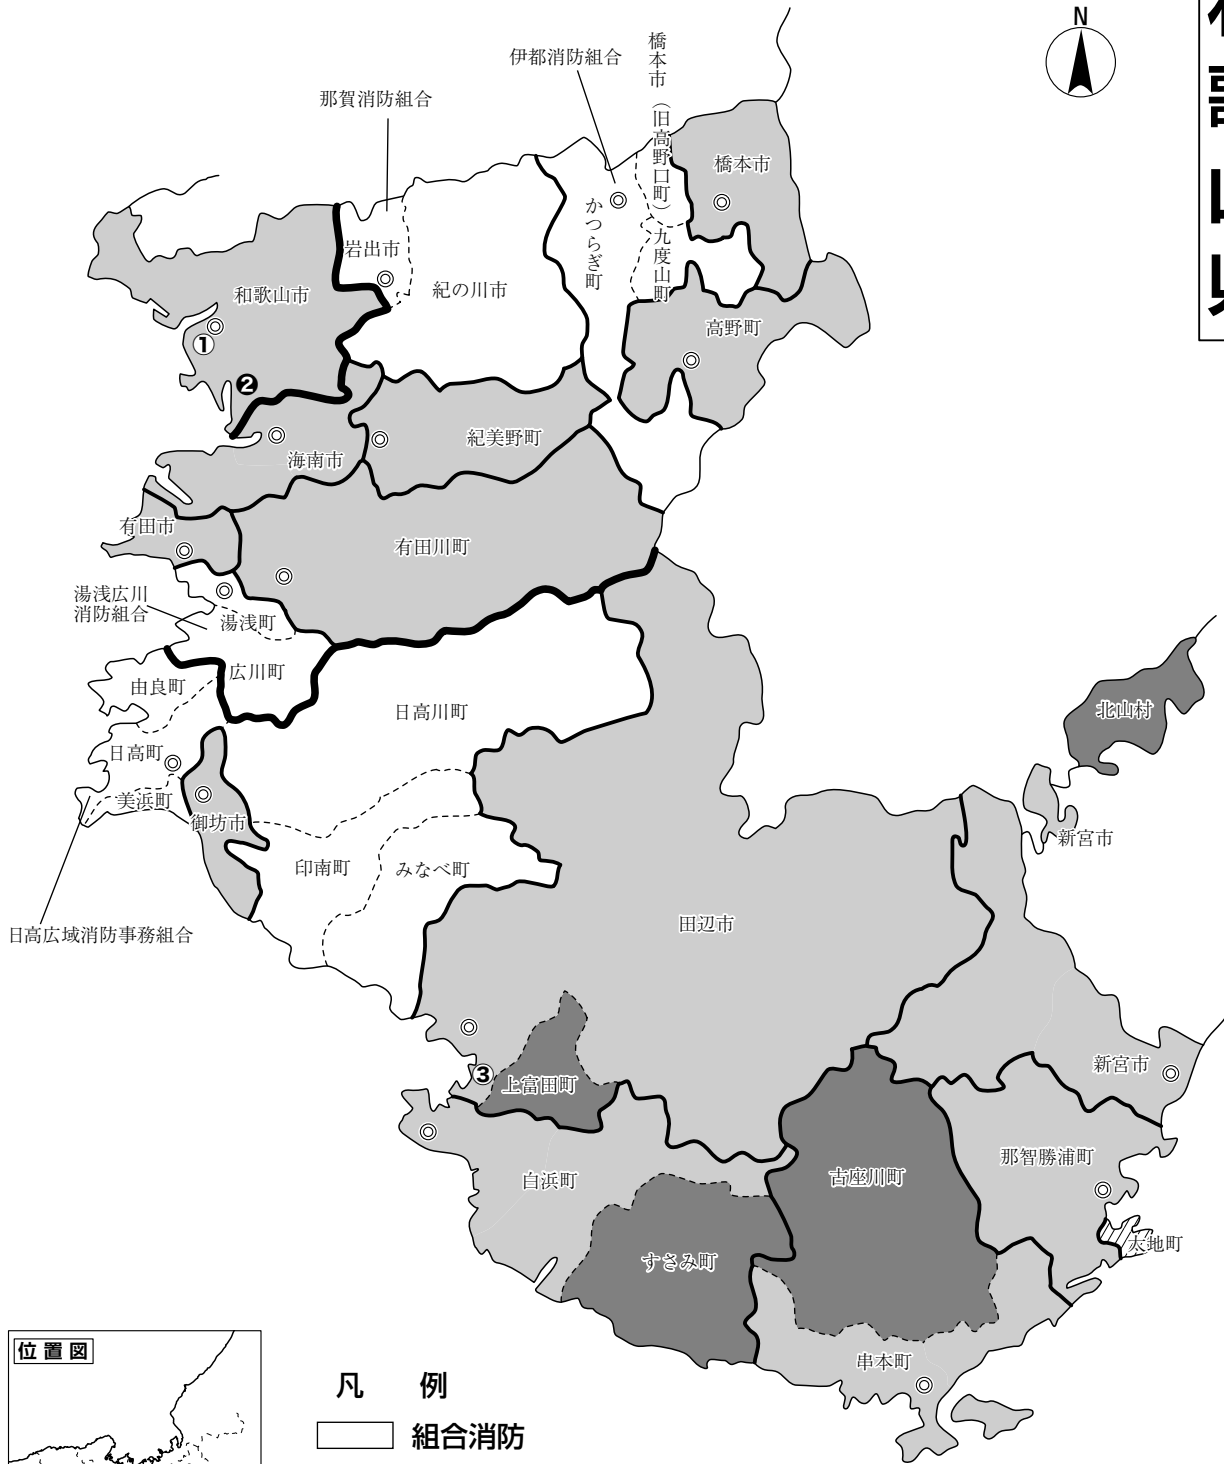 N
伊都消防組合
橋本市（旧高野口町）
那賀消防組合
橋本市
かつらぎ町
九度山町
岩出市
紀の川市
和歌山市
高野町
①
❷
紀美野町
海南市
有田市
有田川町
湯浅広川
消防組合
湯浅町
広川町
由良町
日高川町
北山村
日高町
美浜町
御坊市
新宮市
印南町
みなべ町
田辺市
日高広域消防事務組合
新宮市
③
上富田町
那智勝浦町
白浜町
古座川町
太地町
すさみ町
串本町
位置図
凡　例
組合消防